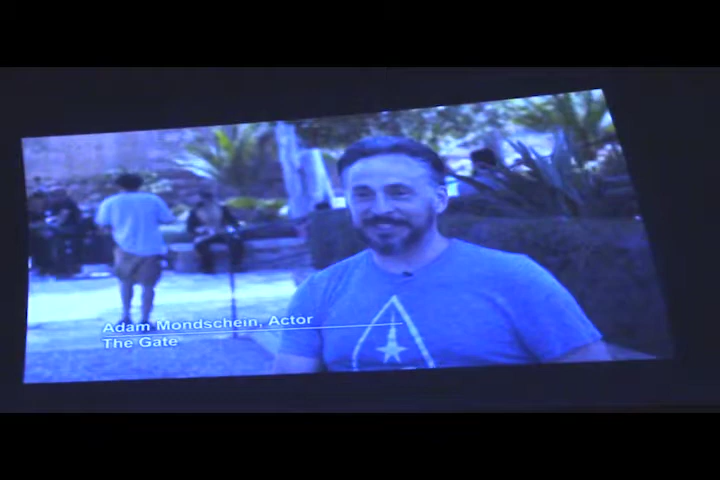 Adam Mondschein, Actor
The Gate